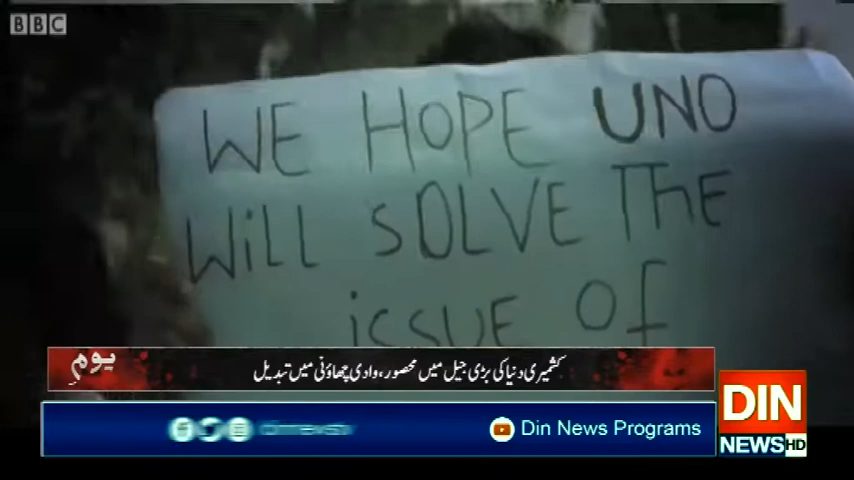 BBC
WE HOPE UNO
WiLL SOLVE THE
issUE OF
یوم
کشمیری دنیا کی بڑی جیل میں محصور، وادی چھاؤنی میں تبدیل
dinnewstv
Din News Programs
DIN
NEWS HD